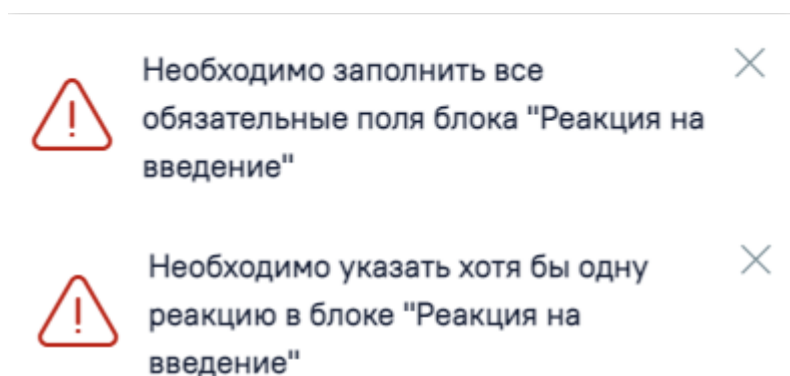 Необходимо заполнить все
обязательные поля блока "Реакция на
введение"
Необходимо указать хотя бы одну
реакцию в блоке "Реакция на
введение"